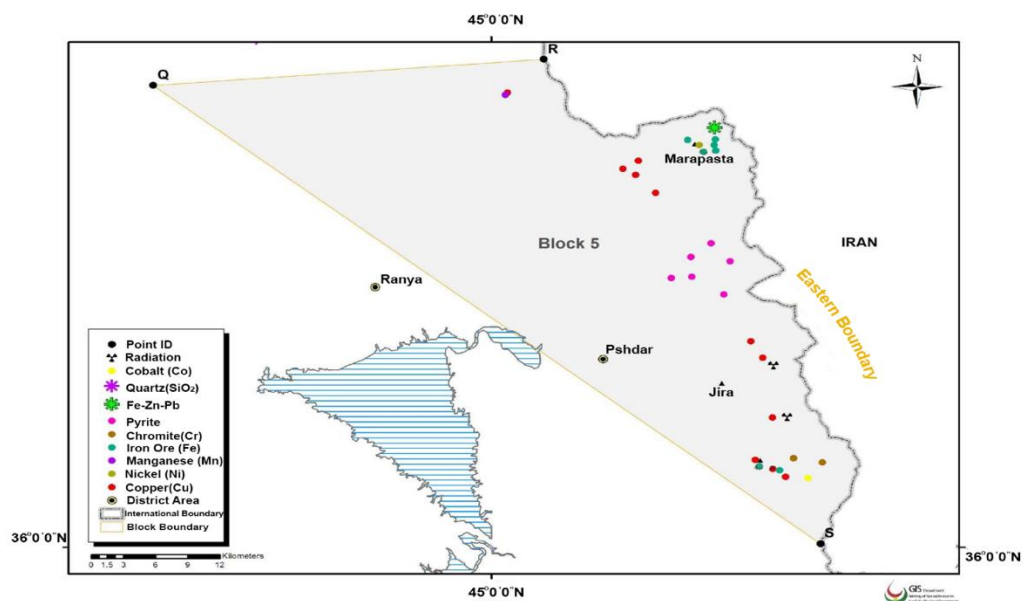 45°0'0"N
Q
R
N
Marapasta
Block 5
IRAN
Eastern Boundary
Ranya
Pshdar
Jira
S
Point ID
Radiation
Cobalt (Co)
Quartz(SiO₂)
Fe-Zn-Pb
Pyrite
Chromite(Cr)
Iron Ore (Fe)
Manganese (Mn)
Nickel (Ni)
Copper(Cu)
District Area
International Boundary
Block Boundary
Kilometers
0 1.5 3 6 9 12
36°0'0"N
36°0'0"N
45°0'0"N
GIS Department